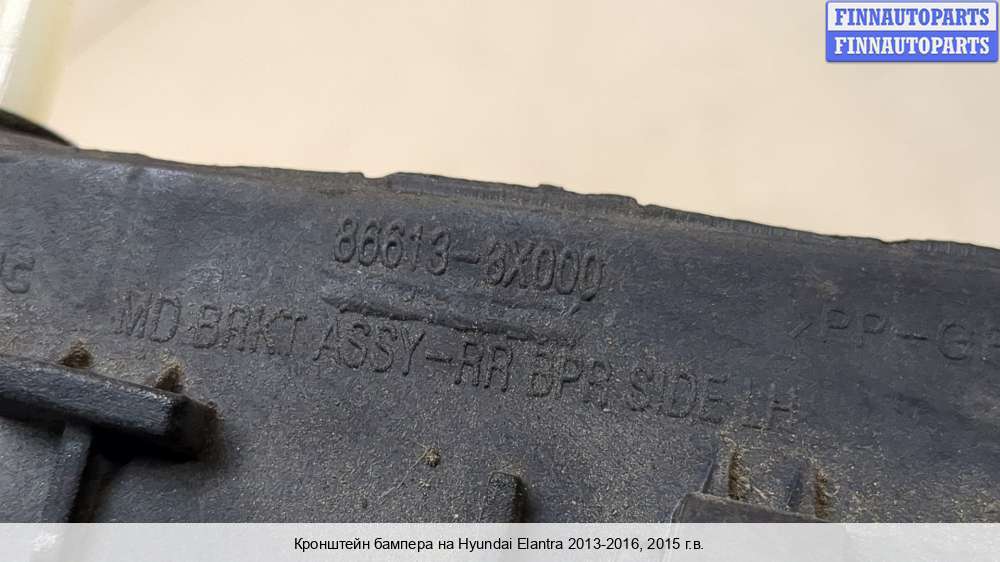 FINNAUTOPARTS
FINNAUTOPARTS
86613-3X000
MD BRKT ASSY-RR BPR SIDE LH
>PP-G
Кронштейн бампера на Hyundai Elantra 2013-2016, 2015 г.в.